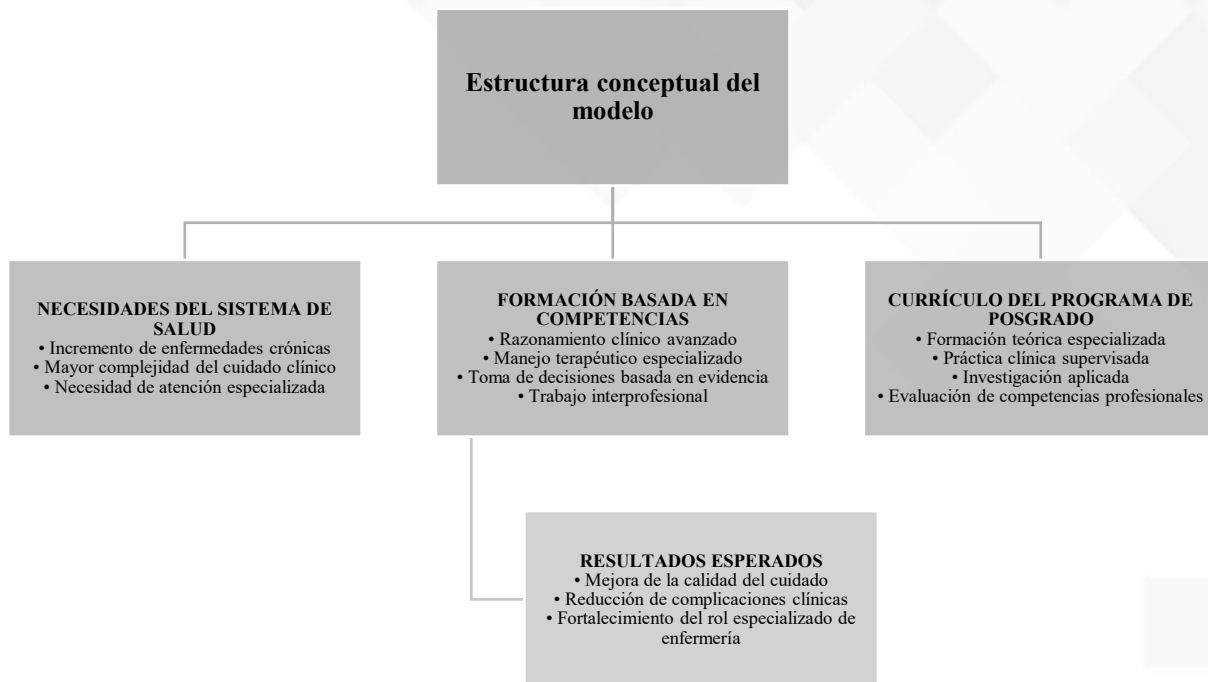 Estructura conceptual del
modelo
NECESIDADES DEL SISTEMA DE
SALUD
• Incremento de enfermedades crónicas
• Mayor complejidad del cuidado clínico
• Necesidad de atención especializada
FORMACIÓN BASADA EN
COMPETENCIAS
• Razonamiento clínico avanzado
• Manejo terapéutico especializado
• Toma de decisiones basada en evidencia
• Trabajo interprofesional
CURRÍCULO DEL PROGRAMA DE
POSGRADO
• Formación teórica especializada
• Práctica clínica supervisada
• Investigación aplicada
• Evaluación de competencias profesionales
RESULTADOS ESPERADOS
• Mejora de la calidad del cuidado
• Reducción de complicaciones clínicas
• Fortalecimiento del rol especializado de
enfermería